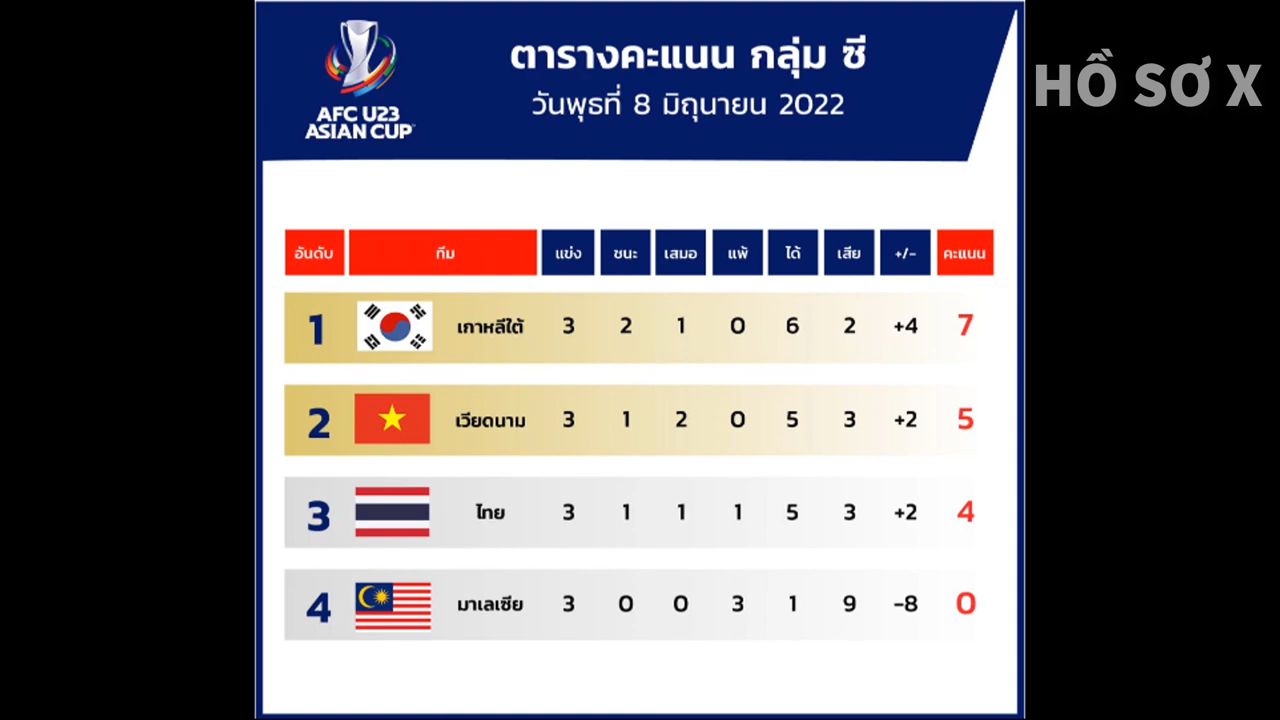 AFC U23
ASIAN CUP
ตารางคะแนน กลุ่ม ซี
วันพุธที่ 8 มิถุนายน 2022
HỒ SƠ X
อันดับ ทีม แข่ง ชนะ เสมอ แพ้ ได้ เสีย +/- คะแนน
1 เกาหลีใต้ 3 2 1 0 6 2 +4 7
2 เวียดนาม 3 1 2 0 5 3 +2 5
3 ไทย 3 1 1 1 5 3 +2 4
4 มาเลเซีย 3 0 0 3 1 9 -8 0